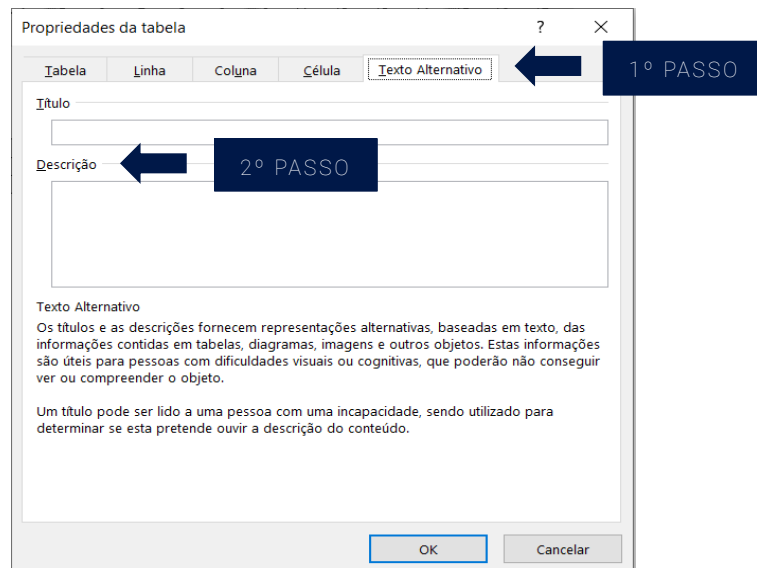 Propriedades da tabela ? ×
Tabela Linha Coluna Célula Texto Alternativo
1º PASSO
Título
Descrição
2º PASSO
Texto Alternativo
Os títulos e as descrições fornecem representações alternativas, baseadas em texto, das
informações contidas em tabelas, diagramas, imagens e outros objetos. Estas informações
são úteis para pessoas com dificuldades visuais ou cognitivas, que poderão não conseguir
ver ou compreender o objeto.
Um título pode ser lido a uma pessoa com uma incapacidade, sendo utilizado para
determinar se esta pretende ouvir a descrição do conteúdo.
OK Cancelar